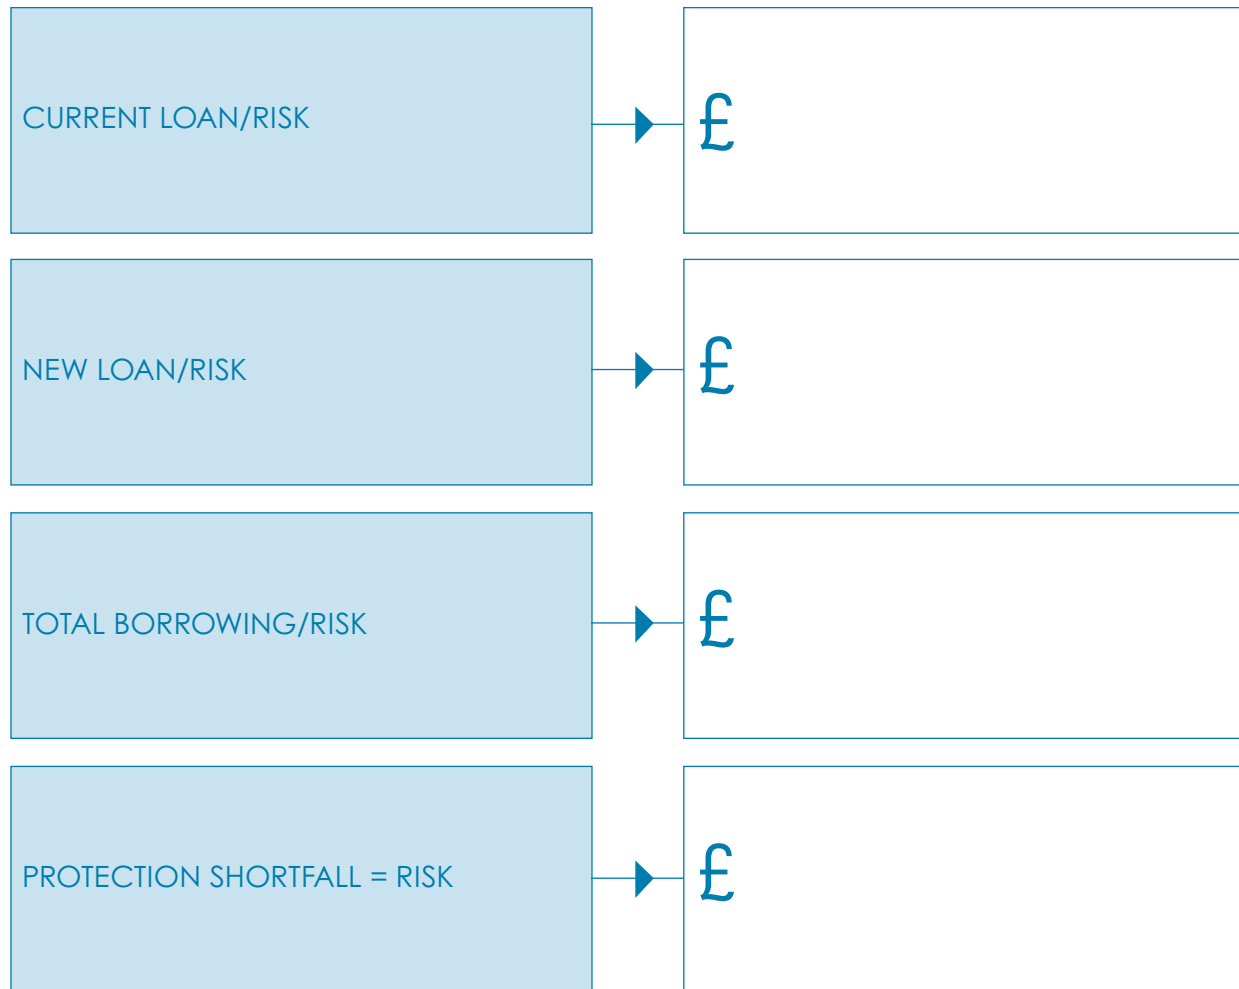 CURRENT LOAN/RISK
£
NEW LOAN/RISK
£
TOTAL BORROWING/RISK
£
PROTECTION SHORTFALL = RISK
£